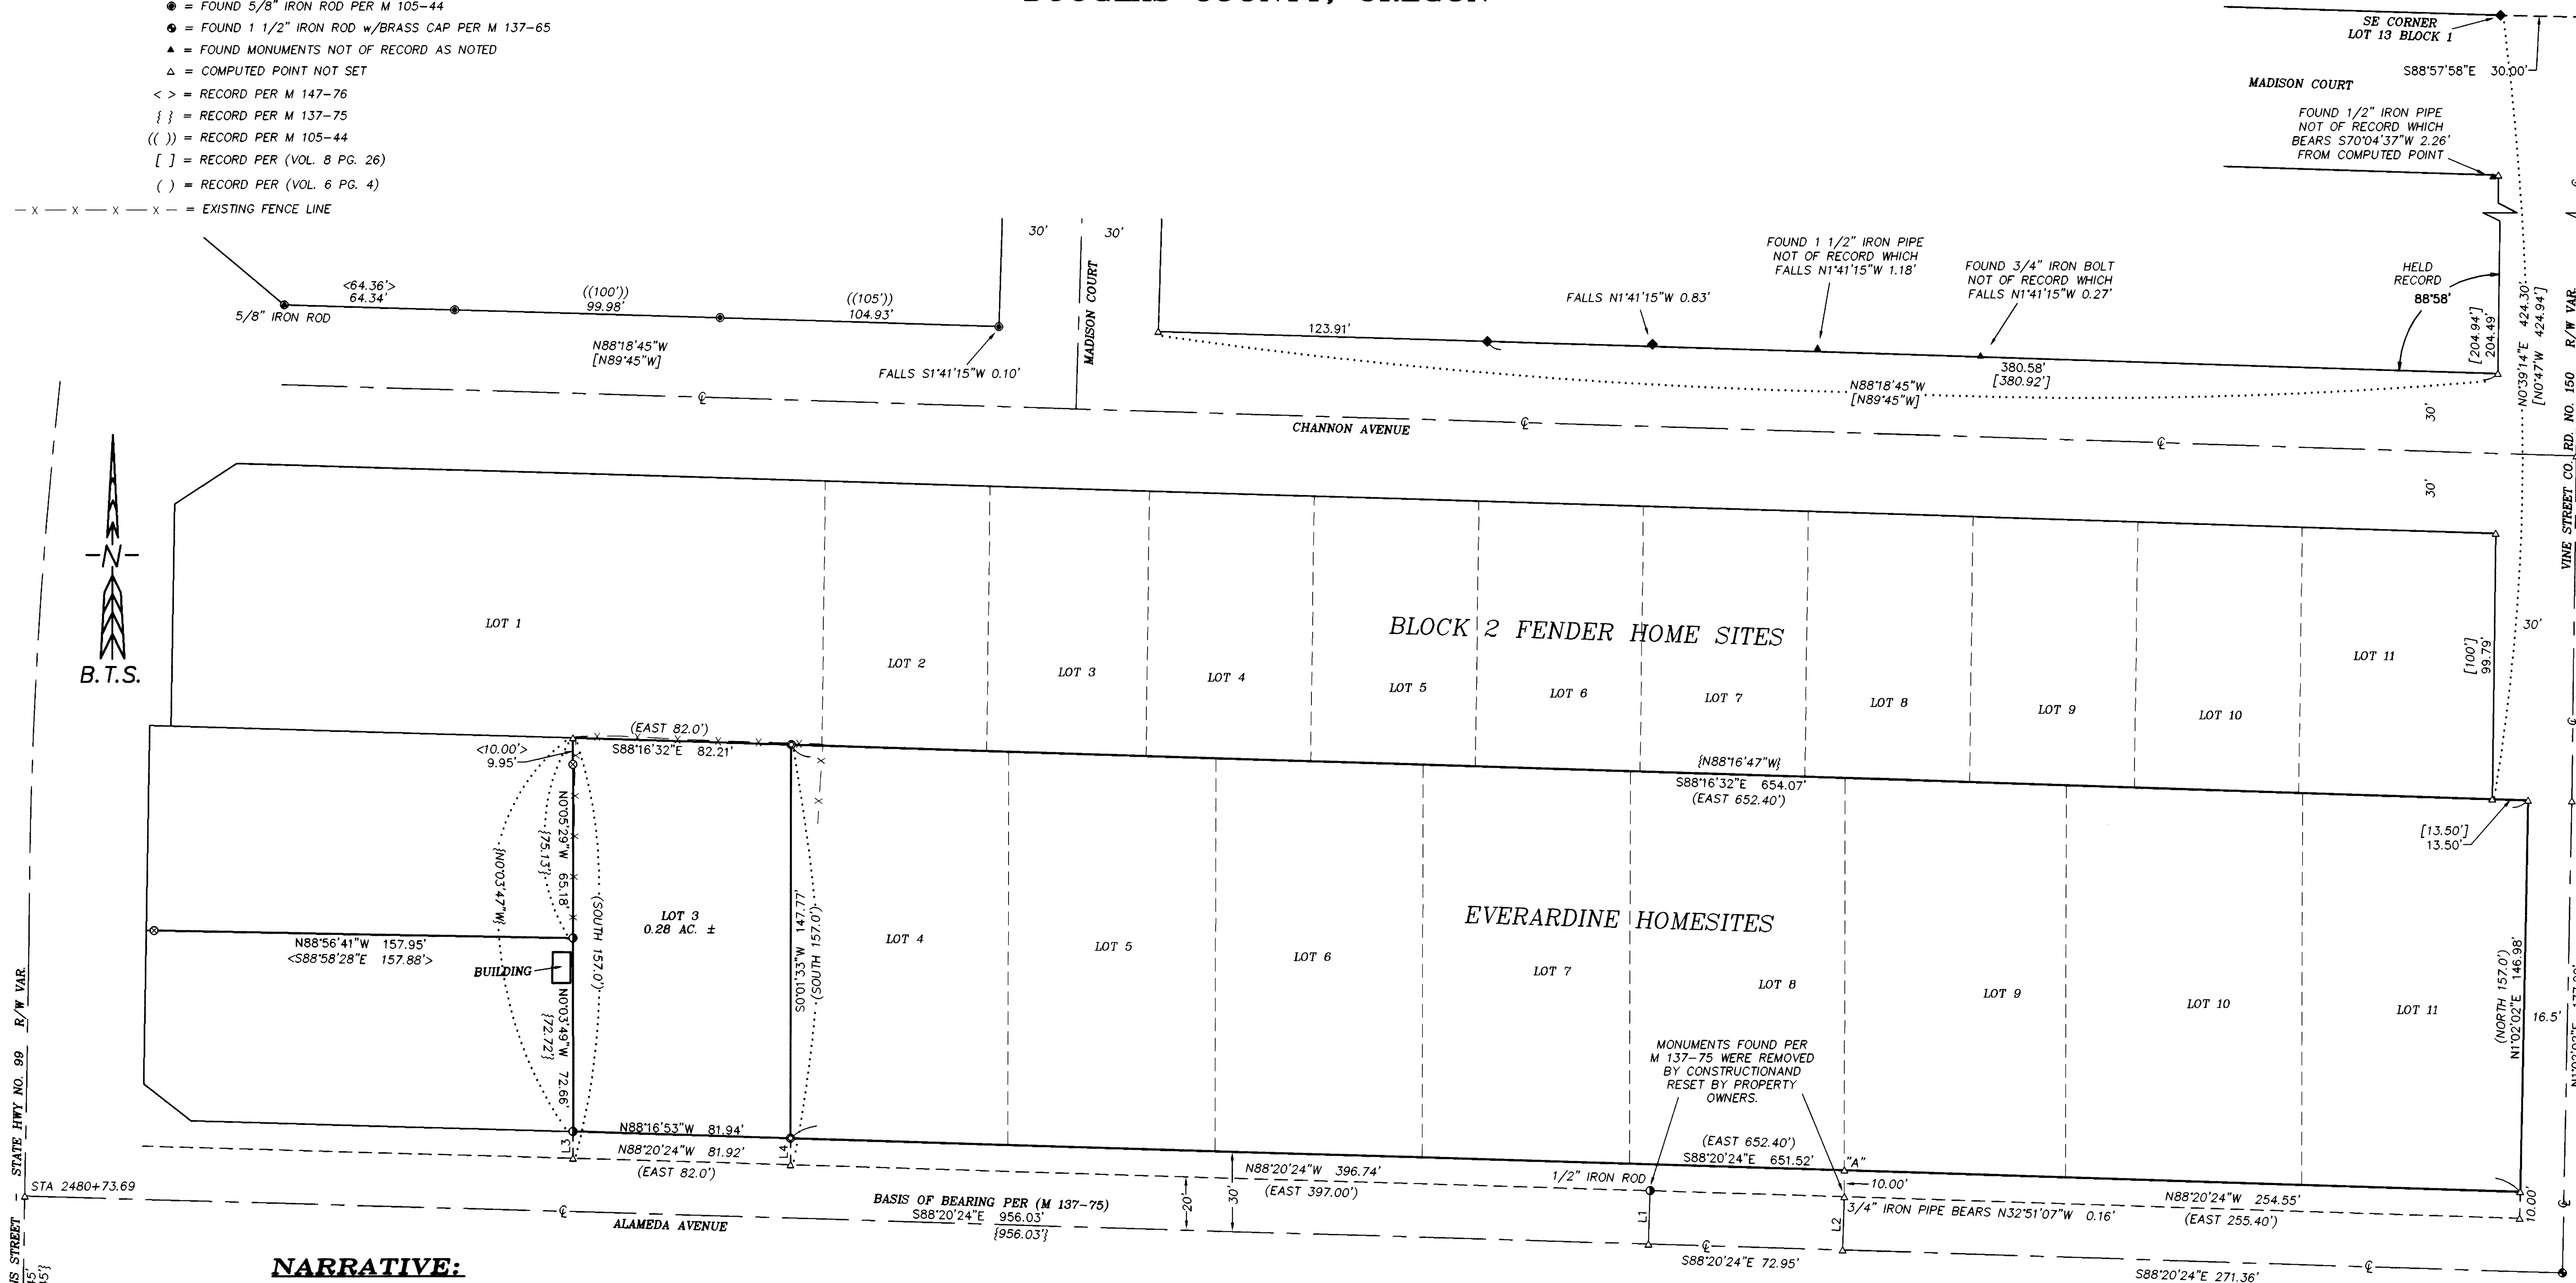 DOUGLAS COUNTY, OREGON
= FOUND 5/8" IRON ROD PER M 105-44
= FOUND 1 1/2" IRON ROD w/BRASS CAP PER M 137-65
= FOUND MONUMENTS NOT OF RECORD AS NOTED
= COMPUTED POINT NOT SET
< > = RECORD PER M 147-76
{ } = RECORD PER M 137-75
(( )) = RECORD PER M 105-44
[ ] = RECORD PER (VOL. 8 PG. 26)
( ) = RECORD PER (VOL. 6 PG. 4)
— X — X — X — X — = EXISTING FENCE LINE
SE CORNER
LOT 13 BLOCK 1
S88°57'58"E 30.00'
MADISON COURT
FOUND 1/2" IRON PIPE
NOT OF RECORD WHICH
BEARS S70°04'37"W 2.26'
FROM COMPUTED POINT
30'
30'
MADISON COURT
<64.36>
64.34'
((100'))
99.98'
((105'))
104.93'
5/8" IRON ROD
N88°18'45"W
[N89°45"W]
FALLS S1°41'15"W 0.10'
123.91'
FALLS N1°41'15"W 0.83'
FOUND 1 1/2" IRON PIPE
NOT OF RECORD WHICH
FALLS N1°41'15"W 1.18'
FOUND 3/4" IRON BOLT
NOT OF RECORD WHICH
FALLS N1°41'15"W 0.27'
HELD
RECORD
88°58'
[204.94']
204.49'
N0°39'14"E 424.30'
[N0°47'W 424.94']
380.58'
[380.92']
N88°18'45"W
[N89°45"W]
30'
30'
CHANNON AVENUE
VINE STREET CO. RD. NO. 150 R/W VAR.
-N-
B.T.S.
LOT 1
LOT 2
LOT 3
LOT 4
LOT 5
LOT 6
LOT 7
LOT 8
LOT 9
LOT 10
LOT 11
BLOCK 2 FENDER HOME SITES
[100']
99.79'
30'
(EAST 82.0')
S88°16'32"E 82.21'
<10.00'>
9.95'
{N88°16'47"W}
S88°16'32"E 654.07'
(EAST 652.40')
[13.50']
13.50'
N0°05'29"W 65.18'
{75.13'}
{N0°03'47"W}
(SOUTH 157.0')
S0°01'33"W 147.77'
(SOUTH 157.0')
N88°56'41"W 157.95'
<S88°58'28"E 157.88'>
BUILDING
N0°03'49"W 72.66'
{72.72'}
LOT 3
0.28 AC. ±
LOT 4
LOT 5
LOT 6
LOT 7
LOT 8
LOT 9
LOT 10
LOT 11
EVERARDINE HOMESITES
(NORTH 157.0')
N1°02'02"E 146.98'
16.5'
MONUMENTS FOUND PER
M 137-75 WERE REMOVED
BY CONSTRUCTIONAND
RESET BY PROPERTY
OWNERS.
N88°16'53"W 81.94'
L3
L4
N88°20'24"W 81.92'
(EAST 82.0')
N88°20'24"W 396.74'
(EAST 397.00')
(EAST 652.40')
S88°20'24"E 651.52'
"A"
1/2" IRON ROD
10.00'
3/4" IRON PIPE BEARS N32°51'07"W 0.16'
N88°20'24"W 254.55'
(EAST 255.40')
10.00'
20'
30'
L1
L2
STA 2480+73.69
STATE HWY NO. 99 R/W VAR.
BASIS OF BEARING PER (M 137-75)
S88°20'24"E 956.03'
{956.03'}
ALAMEDA AVENUE
S88°20'24"E 72.95'
S88°20'24"E 271.36'
NARRATIVE: